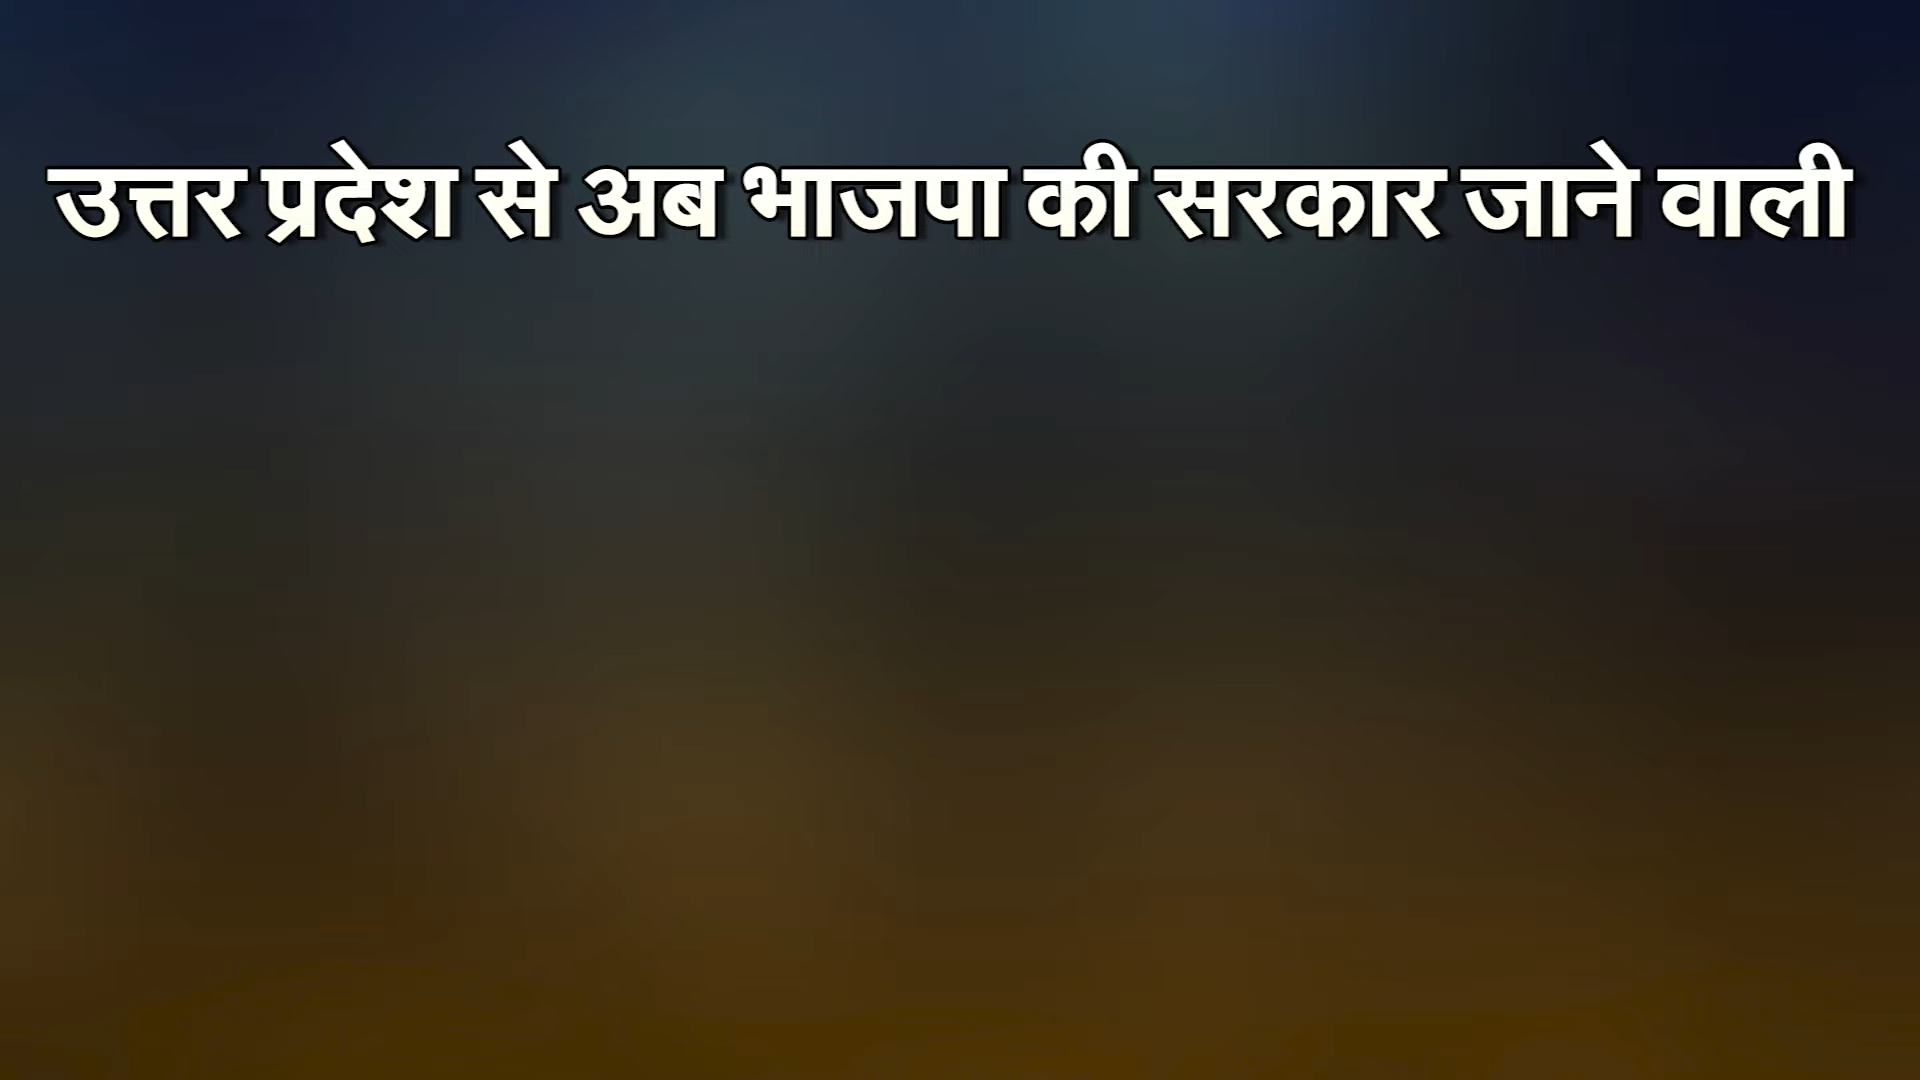 उत्तर प्रदेश से अब भाजपा की सरकार जाने वाली